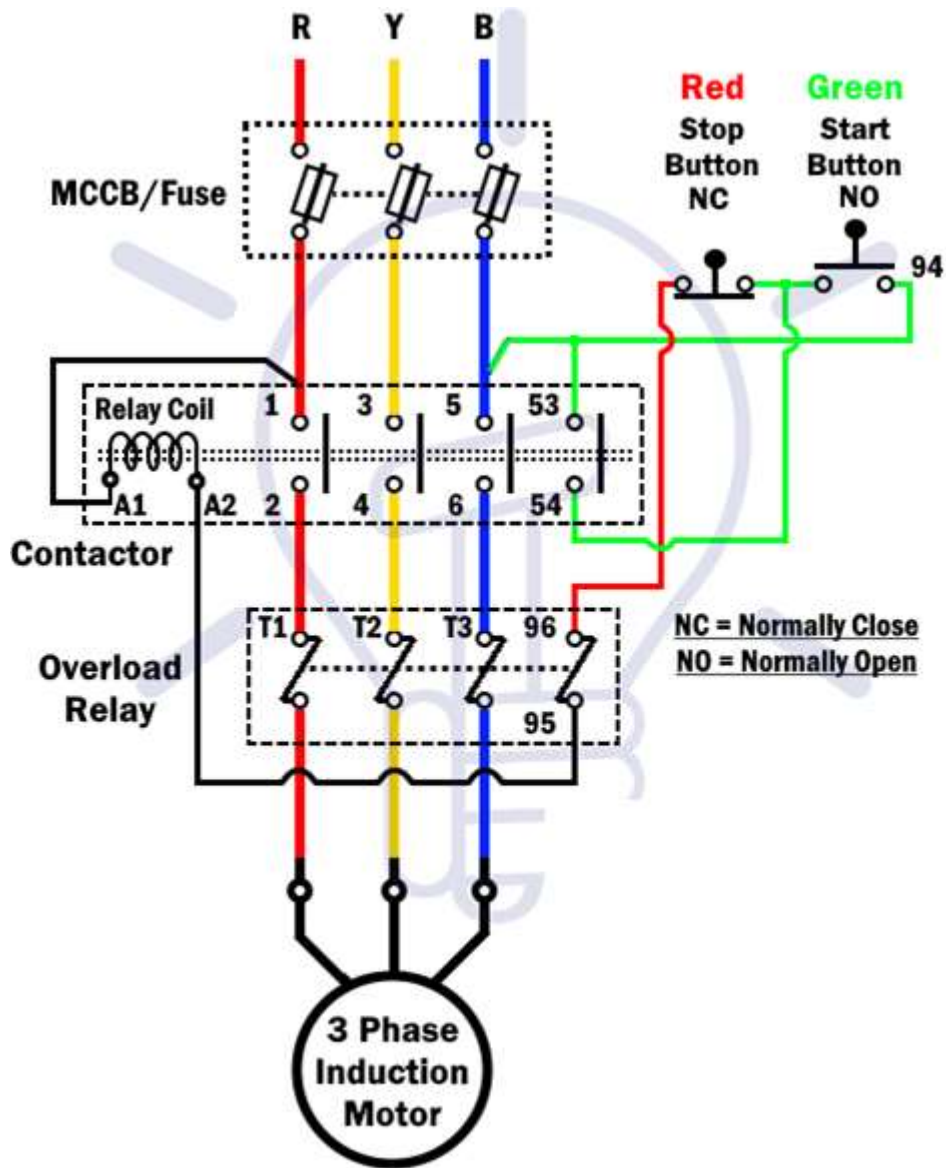 R Y B
Red Green
Stop Button NC
Start Button NO
94
MCCB/Fuse
1 3 5 53
Relay Coil
A1 A2 2 4 6 54
Contactor
T1 T2 T3 96
NC = Normally Close
NO = Normally Open
Overload
Relay
95
3 Phase
Induction
Motor